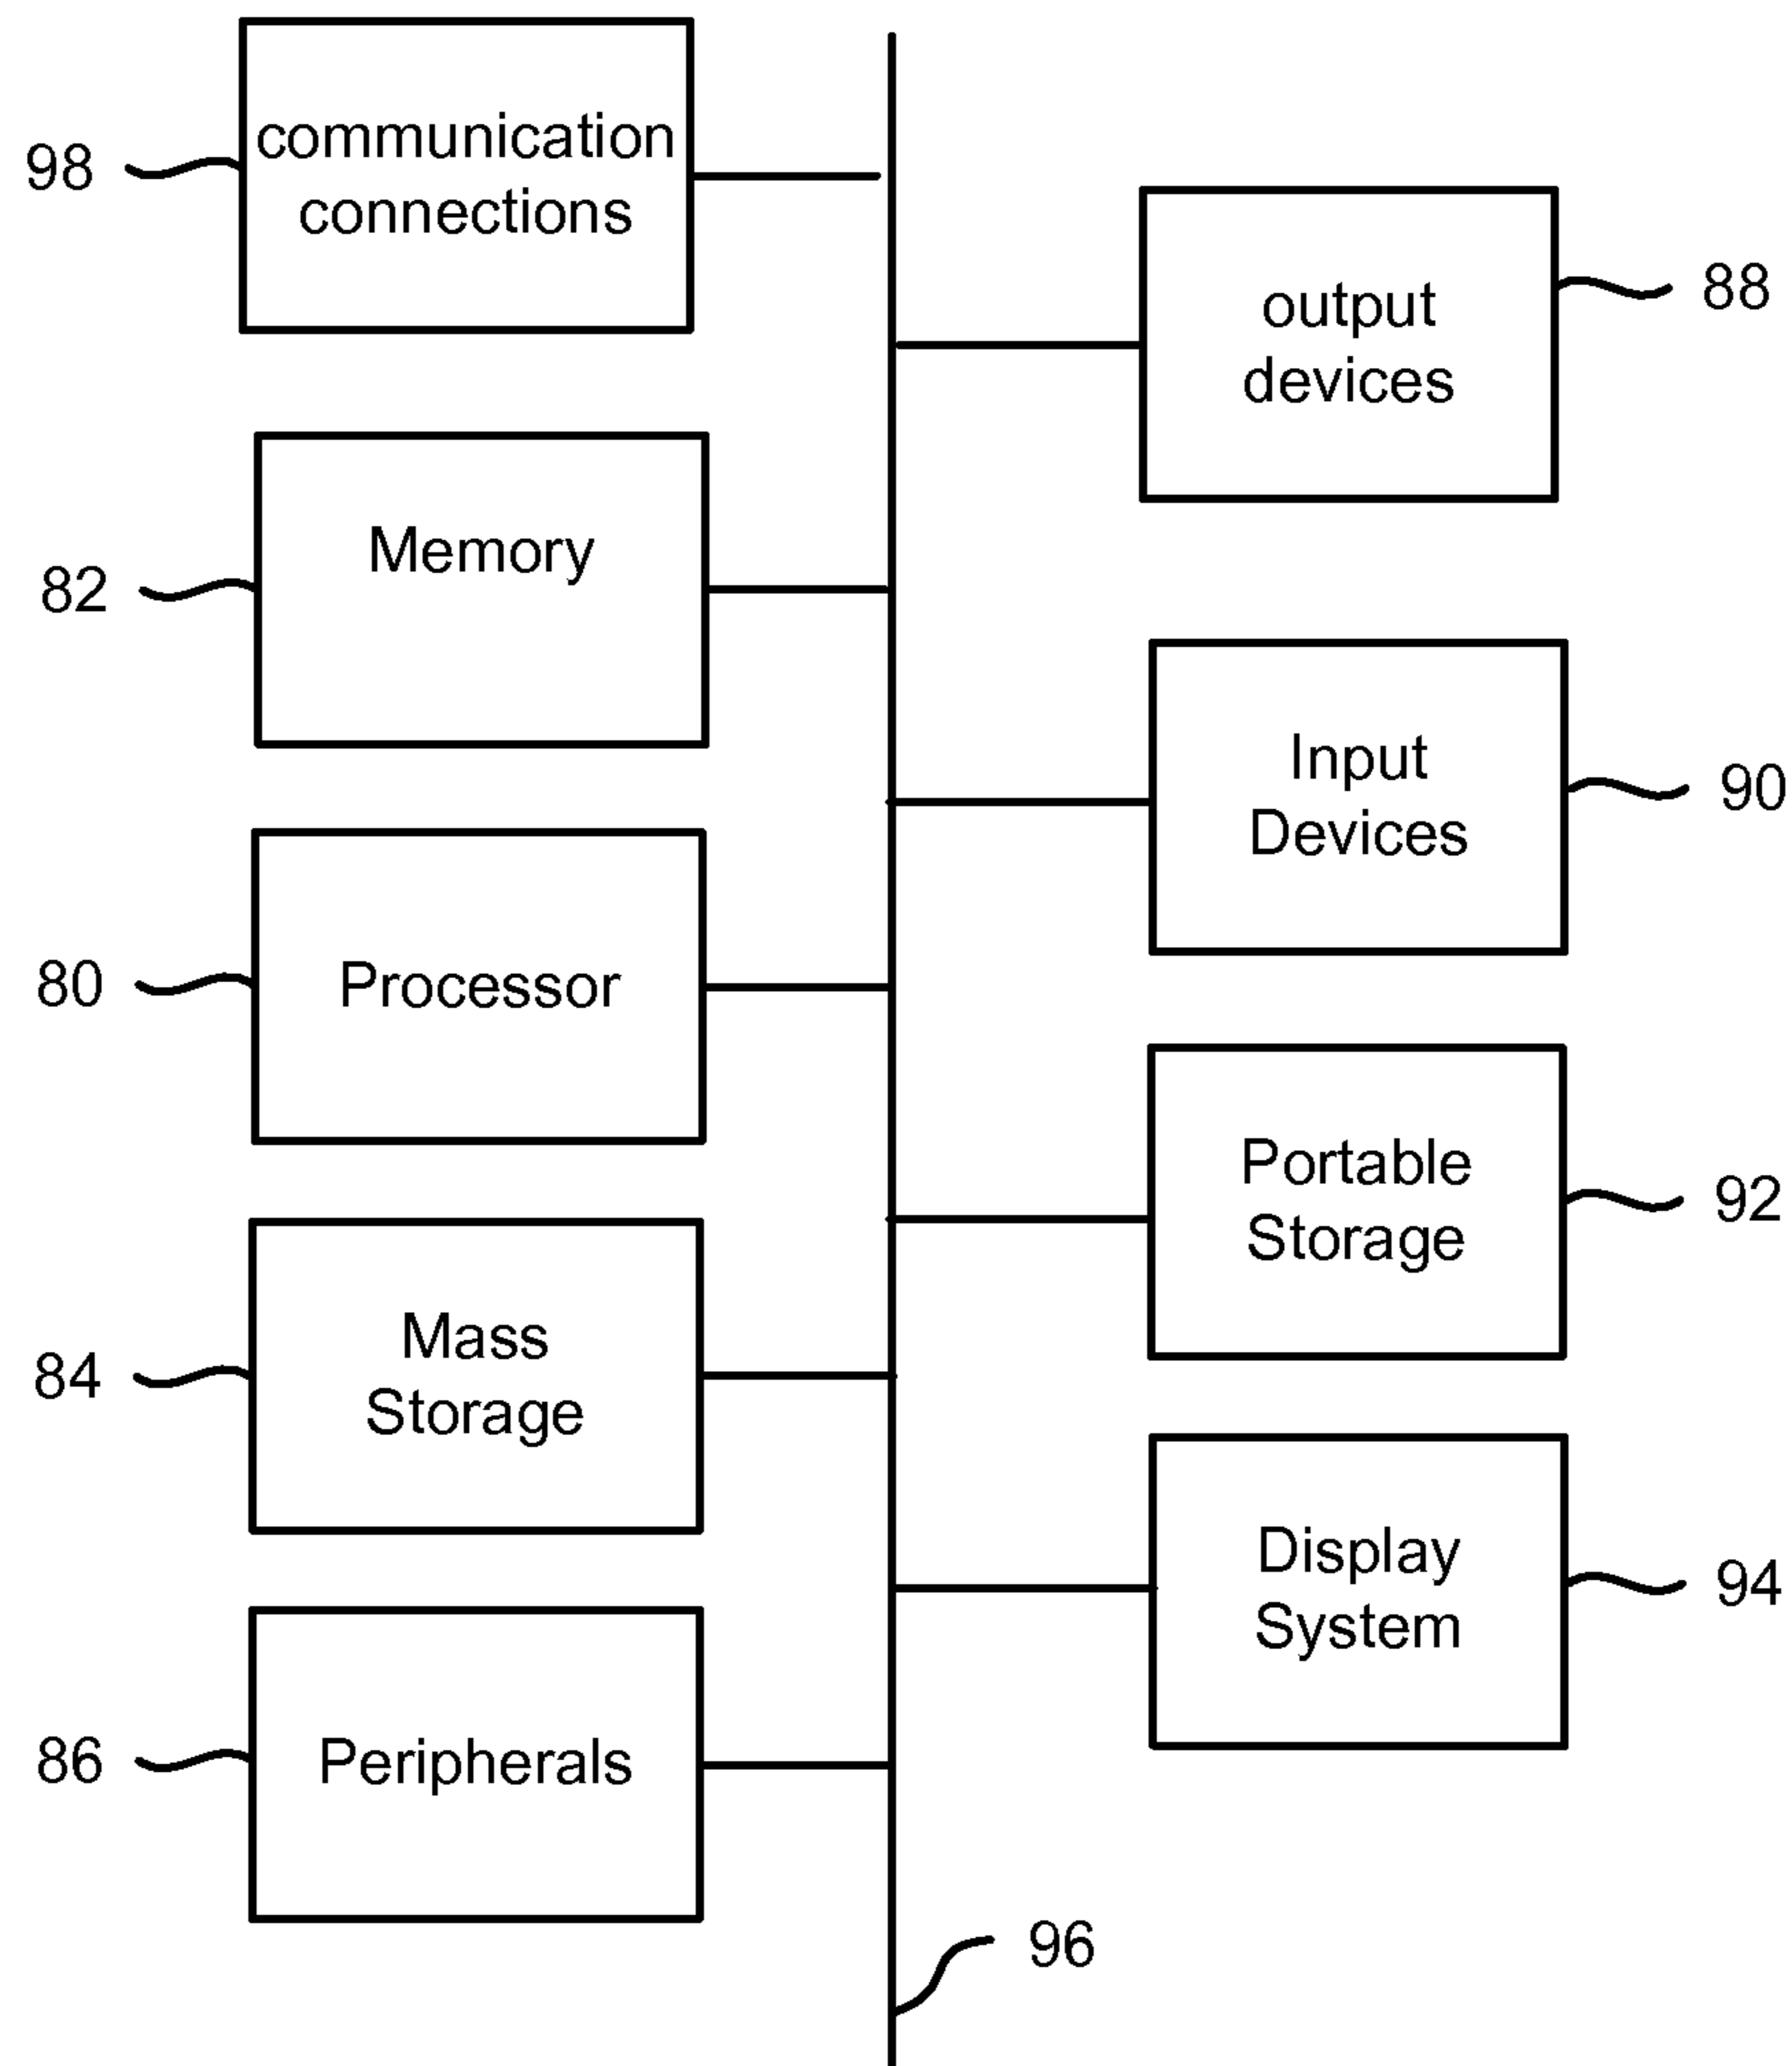 98
communication
connections
output
devices
88
Memory
82
Input
Devices
90
80
Processor
Portable
Storage
92
Mass
Storage
84
Display
System
94
86
Peripherals
96